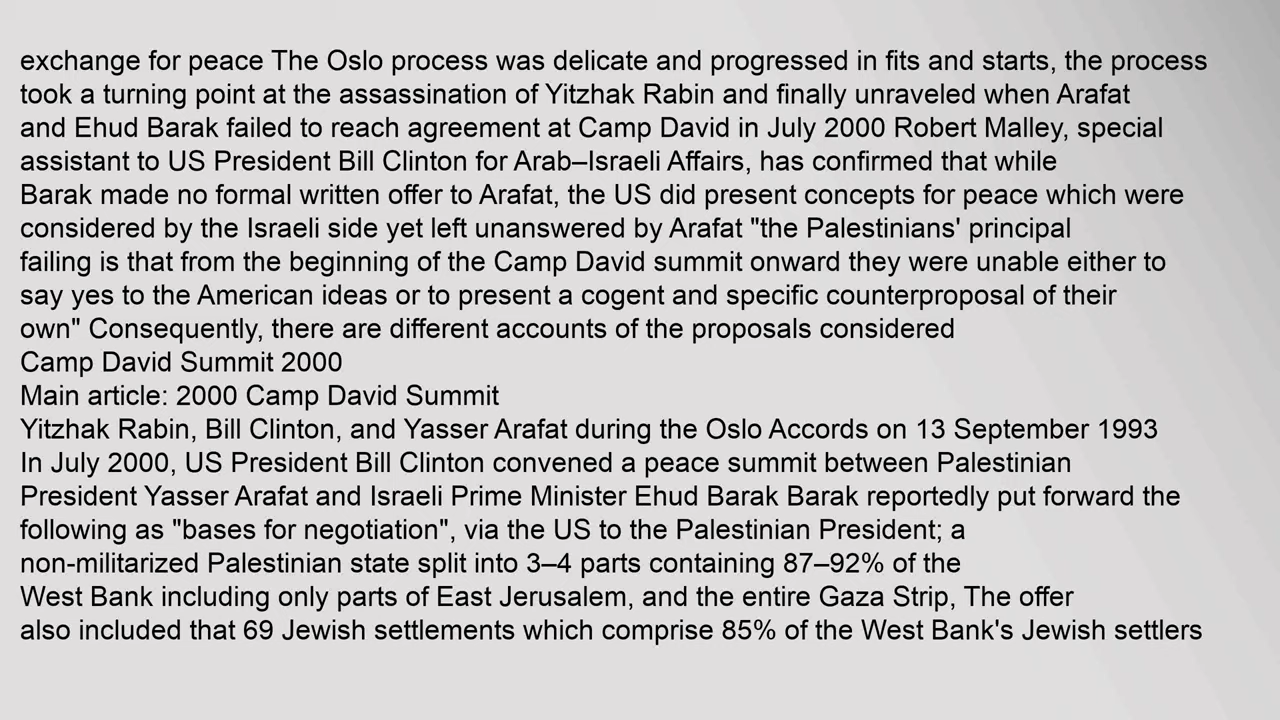 exchange for peace The Oslo process was delicate and progressed in fits and starts, the process
took a turning point at the assassination of Yitzhak Rabin and finally unraveled when Arafat
and Ehud Barak failed to reach agreement at Camp David in July 2000 Robert Malley, special
assistant to US President Bill Clinton for Arab–Israeli Affairs, has confirmed that while
Barak made no formal written offer to Arafat, the US did present concepts for peace which were
considered by the Israeli side yet left unanswered by Arafat "the Palestinians' principal
failing is that from the beginning of the Camp David summit onward they were unable either to
say yes to the American ideas or to present a cogent and specific counterproposal of their
own" Consequently, there are different accounts of the proposals considered
Camp David Summit 2000
Main article: 2000 Camp David Summit
Yitzhak Rabin, Bill Clinton, and Yasser Arafat during the Oslo Accords on 13 September 1993
In July 2000, US President Bill Clinton convened a peace summit between Palestinian
President Yasser Arafat and Israeli Prime Minister Ehud Barak Barak reportedly put forward the
following as "bases for negotiation", via the US to the Palestinian President; a
non-militarized Palestinian state split into 3–4 parts containing 87–92% of the
West Bank including only parts of East Jerusalem, and the entire Gaza Strip, The offer
also included that 69 Jewish settlements which comprise 85% of the West Bank's Jewish settlers